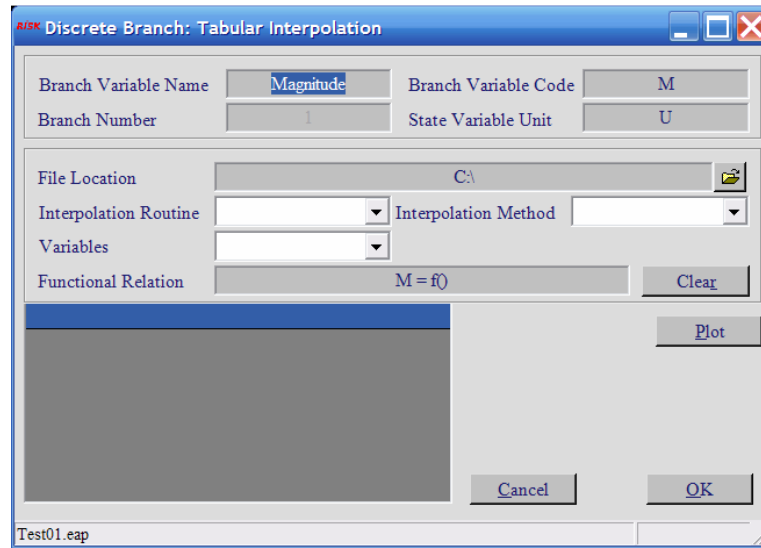 RISK Discrete Branch: Tabular Interpolation
Branch Variable Name Magnitude Branch Variable Code M
Branch Number 1 State Variable Unit U
File Location C:\
Interpolation Routine Interpolation Method
Variables
Functional Relation M = f() Clear
Plot
Cancel OK
Test01.eap